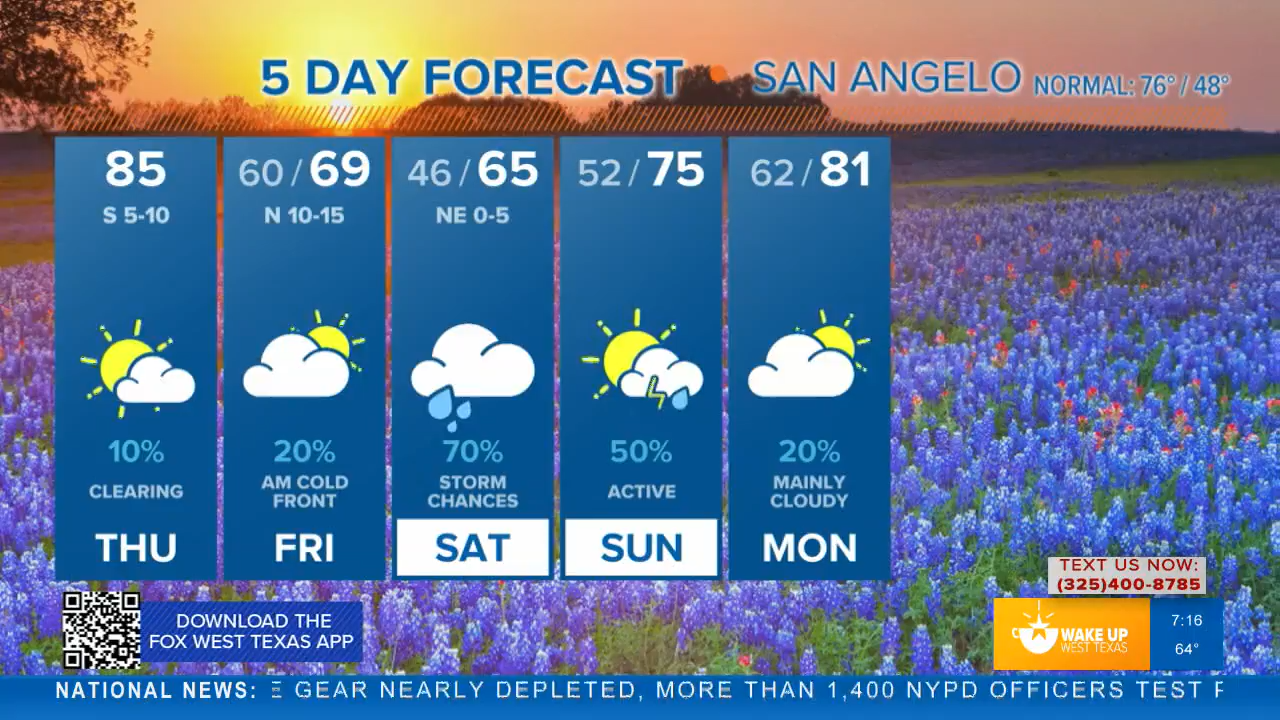 5 DAY FORECAST SAN ANGELO NORMAL: 76° / 48°
85
S 5-10
10%
CLEARING
THU
60 / 69
N 10-15
20%
AM COLD
FRONT
FRI
46 / 65
NE 0-5
70%
STORM
CHANCES
SAT
52 / 75
50%
ACTIVE
SUN
62 / 81
20%
MAINLY
CLOUDY
MON
DOWNLOAD THE
FOX WEST TEXAS APP
TEXT US NOW:
(325)400-8785
WAKE UP
WEST TEXAS
7:16
64°
NATIONAL NEWS: GEAR NEARLY DEPLETED, MORE THAN 1,400 NYPD OFFICERS TEST